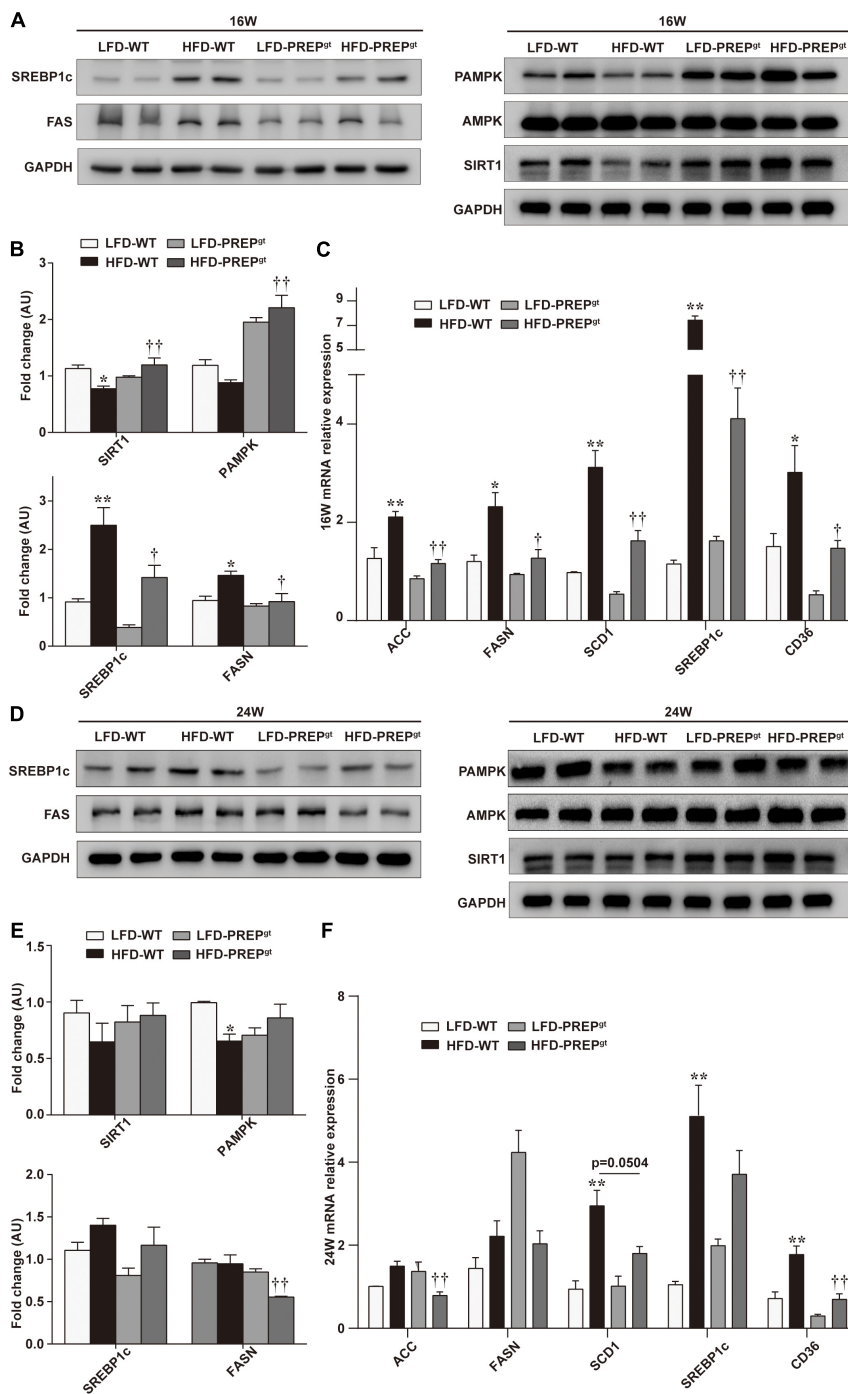 A
16W
LFD-WT HFD-WT LFD-PREPgt HFD-PREPgt
SREBP1c
FAS
GAPDH
16W
LFD-WT HFD-WT LFD-PREPgt HFD-PREPgt
PAMPK
AMPK
SIRT1
GAPDH
B
LFD-WT LFD-PREPgt
HFD-WT HFD-PREPgt
Fold change (AU)
3
2
1
0
*
††
††
SIRT1
PAMPK
Fold change (AU)
3
2
1
0
**
†
*
†
SREBP1c
FASN
C
LFD-WT LFD-PREPgt
HFD-WT HFD-PREPgt
16W mRNA relative expression
9
7
5
4
2
0
**
††
*
†
**
††
**
††
*
†
ACC
FASN
SCD1
SREBP1c
CD36
D
24W
LFD-WT HFD-WT LFD-PREPgt HFD-PREPgt
SREBP1c
FAS
GAPDH
24W
LFD-WT HFD-WT LFD-PREPgt HFD-PREPgt
PAMPK
AMPK
SIRT1
GAPDH
E
LFD-WT LFD-PREPgt
HFD-WT HFD-PREPgt
Fold change (AU)
1.5
1.0
0.5
0.0
*
SIRT1
PAMPK
Fold change (AU)
2.0
1.5
1.0
0.5
0.0
††
SREBP1c
FASN
F
LFD-WT LFD-PREPgt
HFD-WT HFD-PREPgt
24W mRNA relative expression
8
6
4
2
0
††
p=0.0504
**
**
**
††
ACC
FASN
SCD1
SREBP1c
CD36